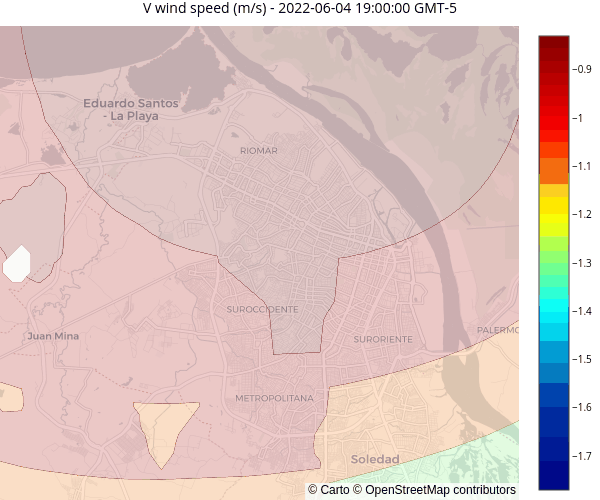 V wind speed (m/s) - 2022-06-04 19:00:00 GMT-5
Eduardo Santos
- La Playa
RIOMAR
SUROCCIDENTE
Juan Mina
SURORIENTE
PALERMO
METROPOLITANA
Soledad
© Carto © OpenStreetMap contributors
−0.9
−1
−1.1
−1.2
−1.3
−1.4
−1.5
−1.6
−1.7